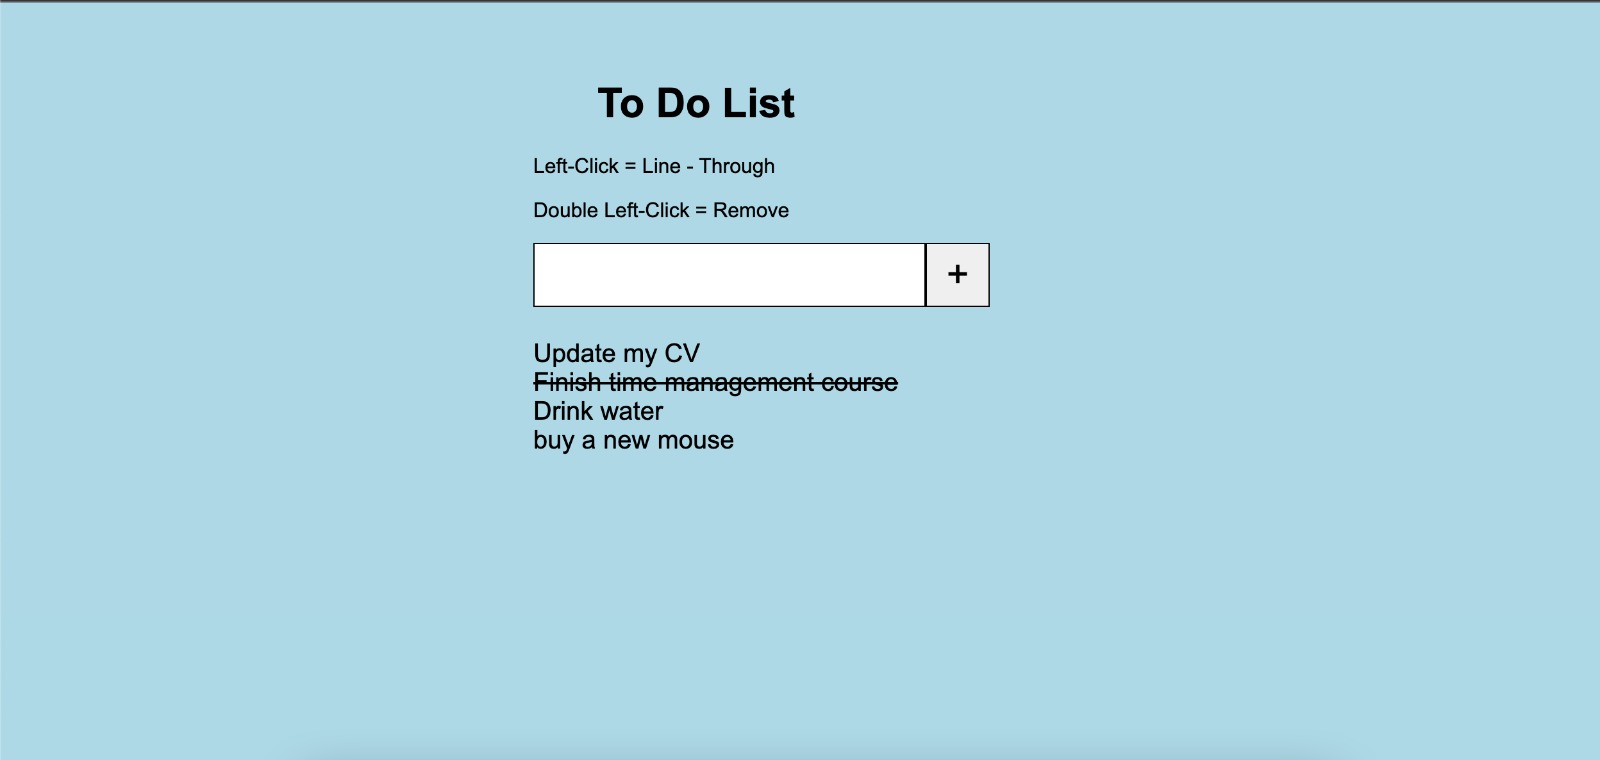 To Do List
Left-Click = Line - Through
Double Left-Click = Remove
+
Update my CV
Finish time management course
Drink water
buy a new mouse